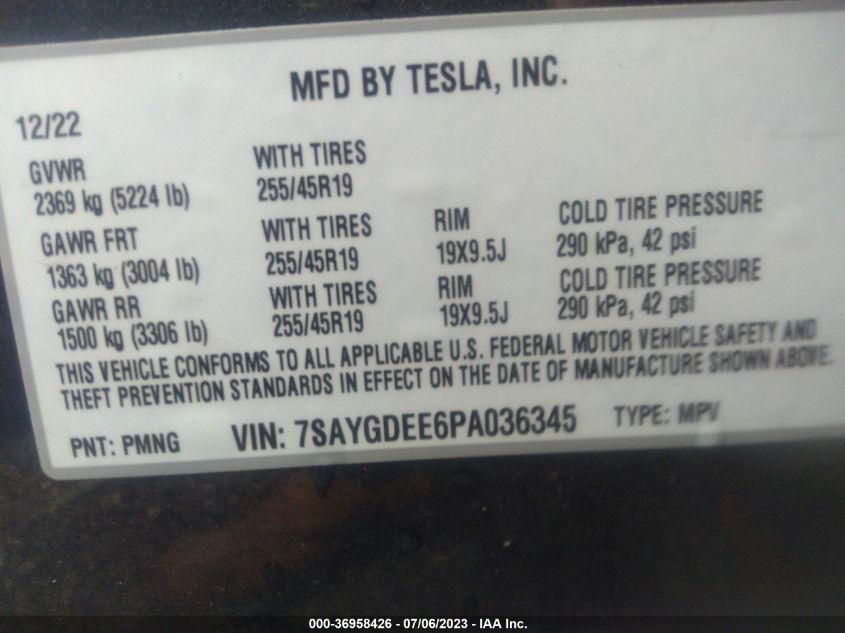 MFD BY TESLA, INC.
12/22
GVWR WITH TIRES
2369 kg (5224 lb) 255/45R19
GAWR FRT WITH TIRES RIM COLD TIRE PRESSURE
1363 kg (3004 lb) 255/45R19 19X9.5J 290 kPa, 42 psi
GAWR RR WITH TIRES RIM COLD TIRE PRESSURE
1500 kg (3306 lb) 255/45R19 19X9.5J 290 kPa, 42 psi
THIS VEHICLE CONFORMS TO ALL APPLICABLE U.S. FEDERAL MOTOR VEHICLE SAFETY AND
THEFT PREVENTION STANDARDS IN EFFECT ON THE DATE OF MANUFACTURE SHOWN ABOVE.
PNT: PMNG VIN: 7SAYGDEE6PA036345 TYPE: MPV
000-36958426 - 07/06/2023 - IAA Inc.